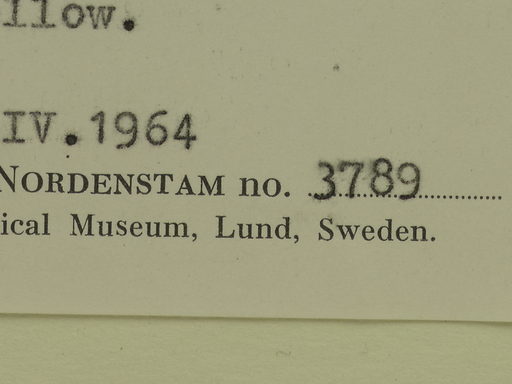 llow.
IV.1964
NORDENSTAM no. 3789
ical Museum, Lund, Sweden.